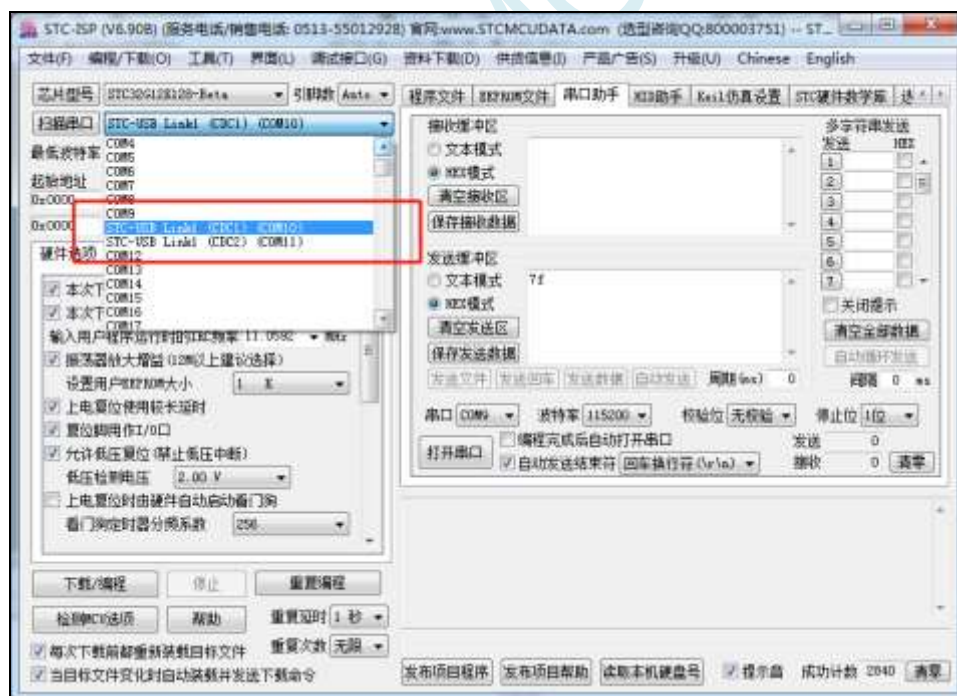 STC-ISP (V6.90B) (服务电话/销售电话: 0513-55012928) 官网:www.STCMCUDATA.com (选型咨询QQ:800003751) -- ST...
文件(F) 编程/下载(O) 工具(T) 界面(L) 调试接口(G) 资料下载(D) 供货信息(I) 产品广告(S) 升级(U) Chinese English
芯片型号 STC32G12K128-Beta 引脚数 Auto
扫描串口 STC-USB Link1 (CDC1) (COM10)
最低波特率
起始地址
0x0000
0x0000
COM4
COM5
COM6
COM7
COM8
COM9
STC-USB Link1 (CDC1) (COM10)
STC-USB Link1 (CDC2) (COM11)
COM12
COM13
COM14
COM15
COM16
COM17
硬件选项
本次下
本次下
输入用户程序运行时的IRC频率 11.0592 MHz
振荡器放大增益 (12M以上建议选择)
设置用户EEPROM大小 1 K
上电复位使用较长延时
复位脚用作I/O口
允许低压复位 (禁止低压中断)
低压检测电压 2.00 V
上电复位时由硬件自动启动看门狗
看门狗定时器分频系数 256
下载/编程 停止 重复编程
检测MCU选项 帮助 重复延时 1 秒
重复次数 无限
每次下载前都重新装载目标文件
当目标文件变化时自动装载并发送下载命令
程序文件 EEPROM文件 串口助手 HID助手 Keil仿真设置 STC硬件数学库
接收缓冲区
文本模式
HEX模式
清空接收区
保存接收数据
多字符串发送
发送 HEX
1
2
3
4
5
6
7
发送缓冲区
文本模式 7f
HEX模式
清空发送区
保存发送数据
关闭提示
清空全部数据
自动循环发送
发送文件 发送回车 发送数据 自动发送 周期(ms) 0 间隔 0 ms
串口 COM9 波特率 115200 校验位 无校验 停止位 1位
打开串口 编程完成后自动打开串口
自动发送结束符 回车换行符(\r\n)
发送 0
接收 0 清零
发布项目程序 发布项目帮助 读取本机硬盘号 提示音 成功计数 2840 清零